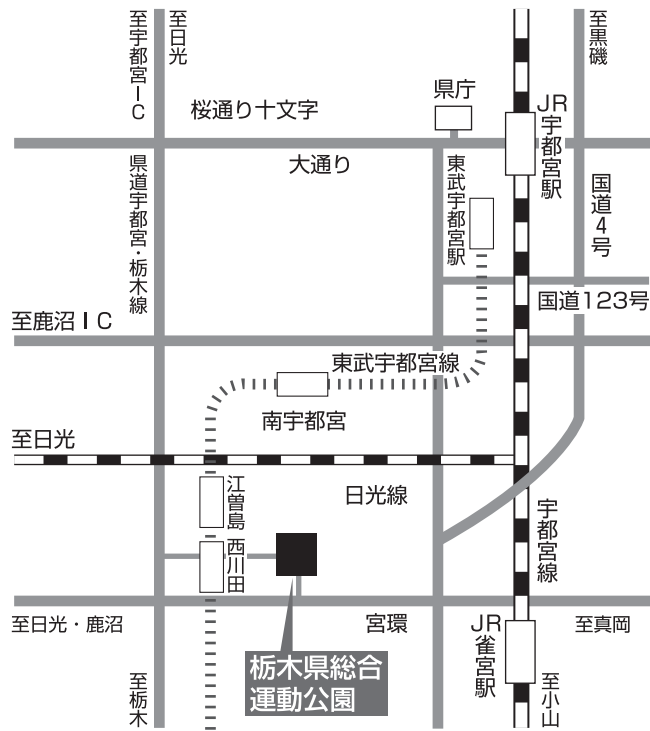 至宇都宮IC
至日光
至黒磯
県庁
JR宇都宮駅
桜通り十文字
大通り
東武宇都宮駅
県道宇都宮・栃木線
国道4号
国道123号
至鹿沼IC
東武宇都宮線
南宇都宮
至日光
江曽島
日光線
宇都宮線
西川田
至日光・鹿沼
宮環
JR雀宮駅
至真岡
栃木県総合
運動公園
至栃木
至小山